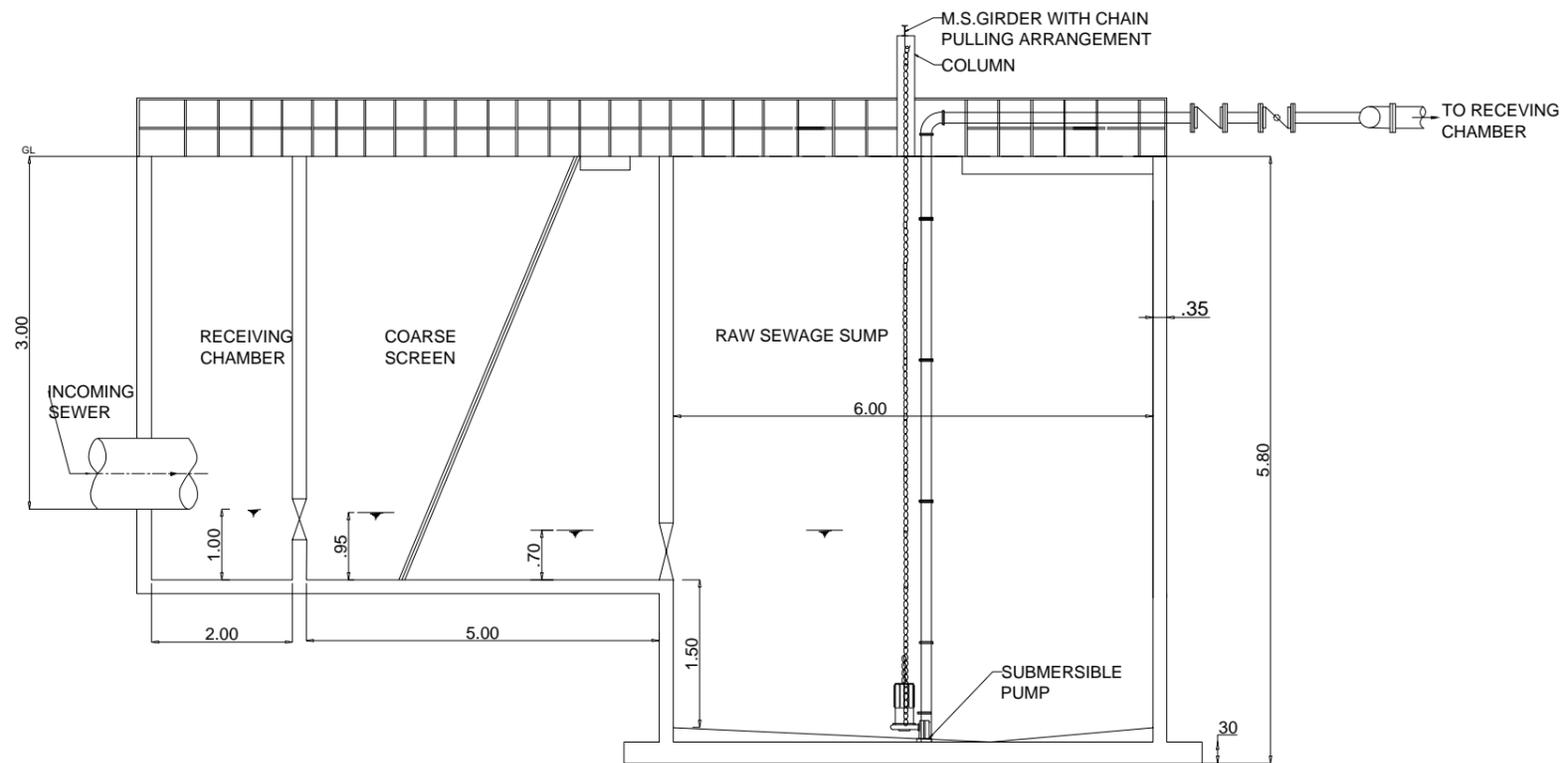 M.S.GIRDER WITH CHAIN
PULLING ARRANGEMENT
COLUMN
TO RECEVING
CHAMBER
GL
3.00
RECEIVING
CHAMBER
COARSE
SCREEN
RAW SEWAGE SUMP
.35
INCOMING
SEWER
6.00
5.80
1.00
.95
.70
2.00
5.00
1.50
SUBMERSIBLE
PUMP
30